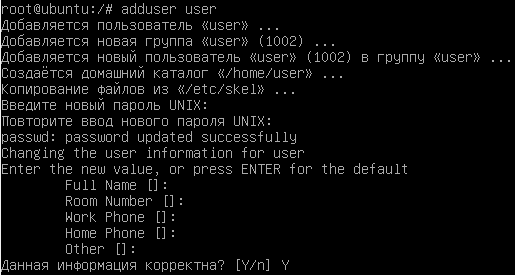 root@ubuntu:/# adduser user
Добавляется пользователь «user» ...
Добавляется новая группа «user» (1002) ...
Добавляется новый пользователь «user» (1002) в группу «user» ...
Создаётся домашний каталог «/home/user» ...
Копирование файлов из «/etc/skel» ...
Введите новый пароль UNIX:
Повторите ввод нового пароля UNIX:
passwd: password updated successfully
Changing the user information for user
Enter the new value, or press ENTER for the default
Full Name []:
Room Number []:
Work Phone []:
Home Phone []:
Other []:
Данная информация корректна? [Y/n] Y